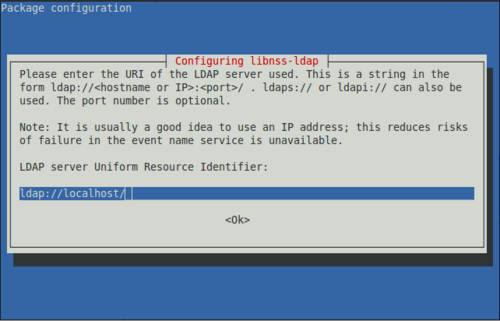 Package configuration
Configuring libnss-ldap
Please enter the URI of the LDAP server used. This is a string in the
form ldap://<hostname or IP>:<port>/ . ldaps:// or ldapi:// can also be
used. The port number is optional.
Note: It is usually a good idea to use an IP address; this reduces risks
of failure in the event name service is unavailable.
LDAP server Uniform Resource Identifier:
ldap://localhost/
<Ok>